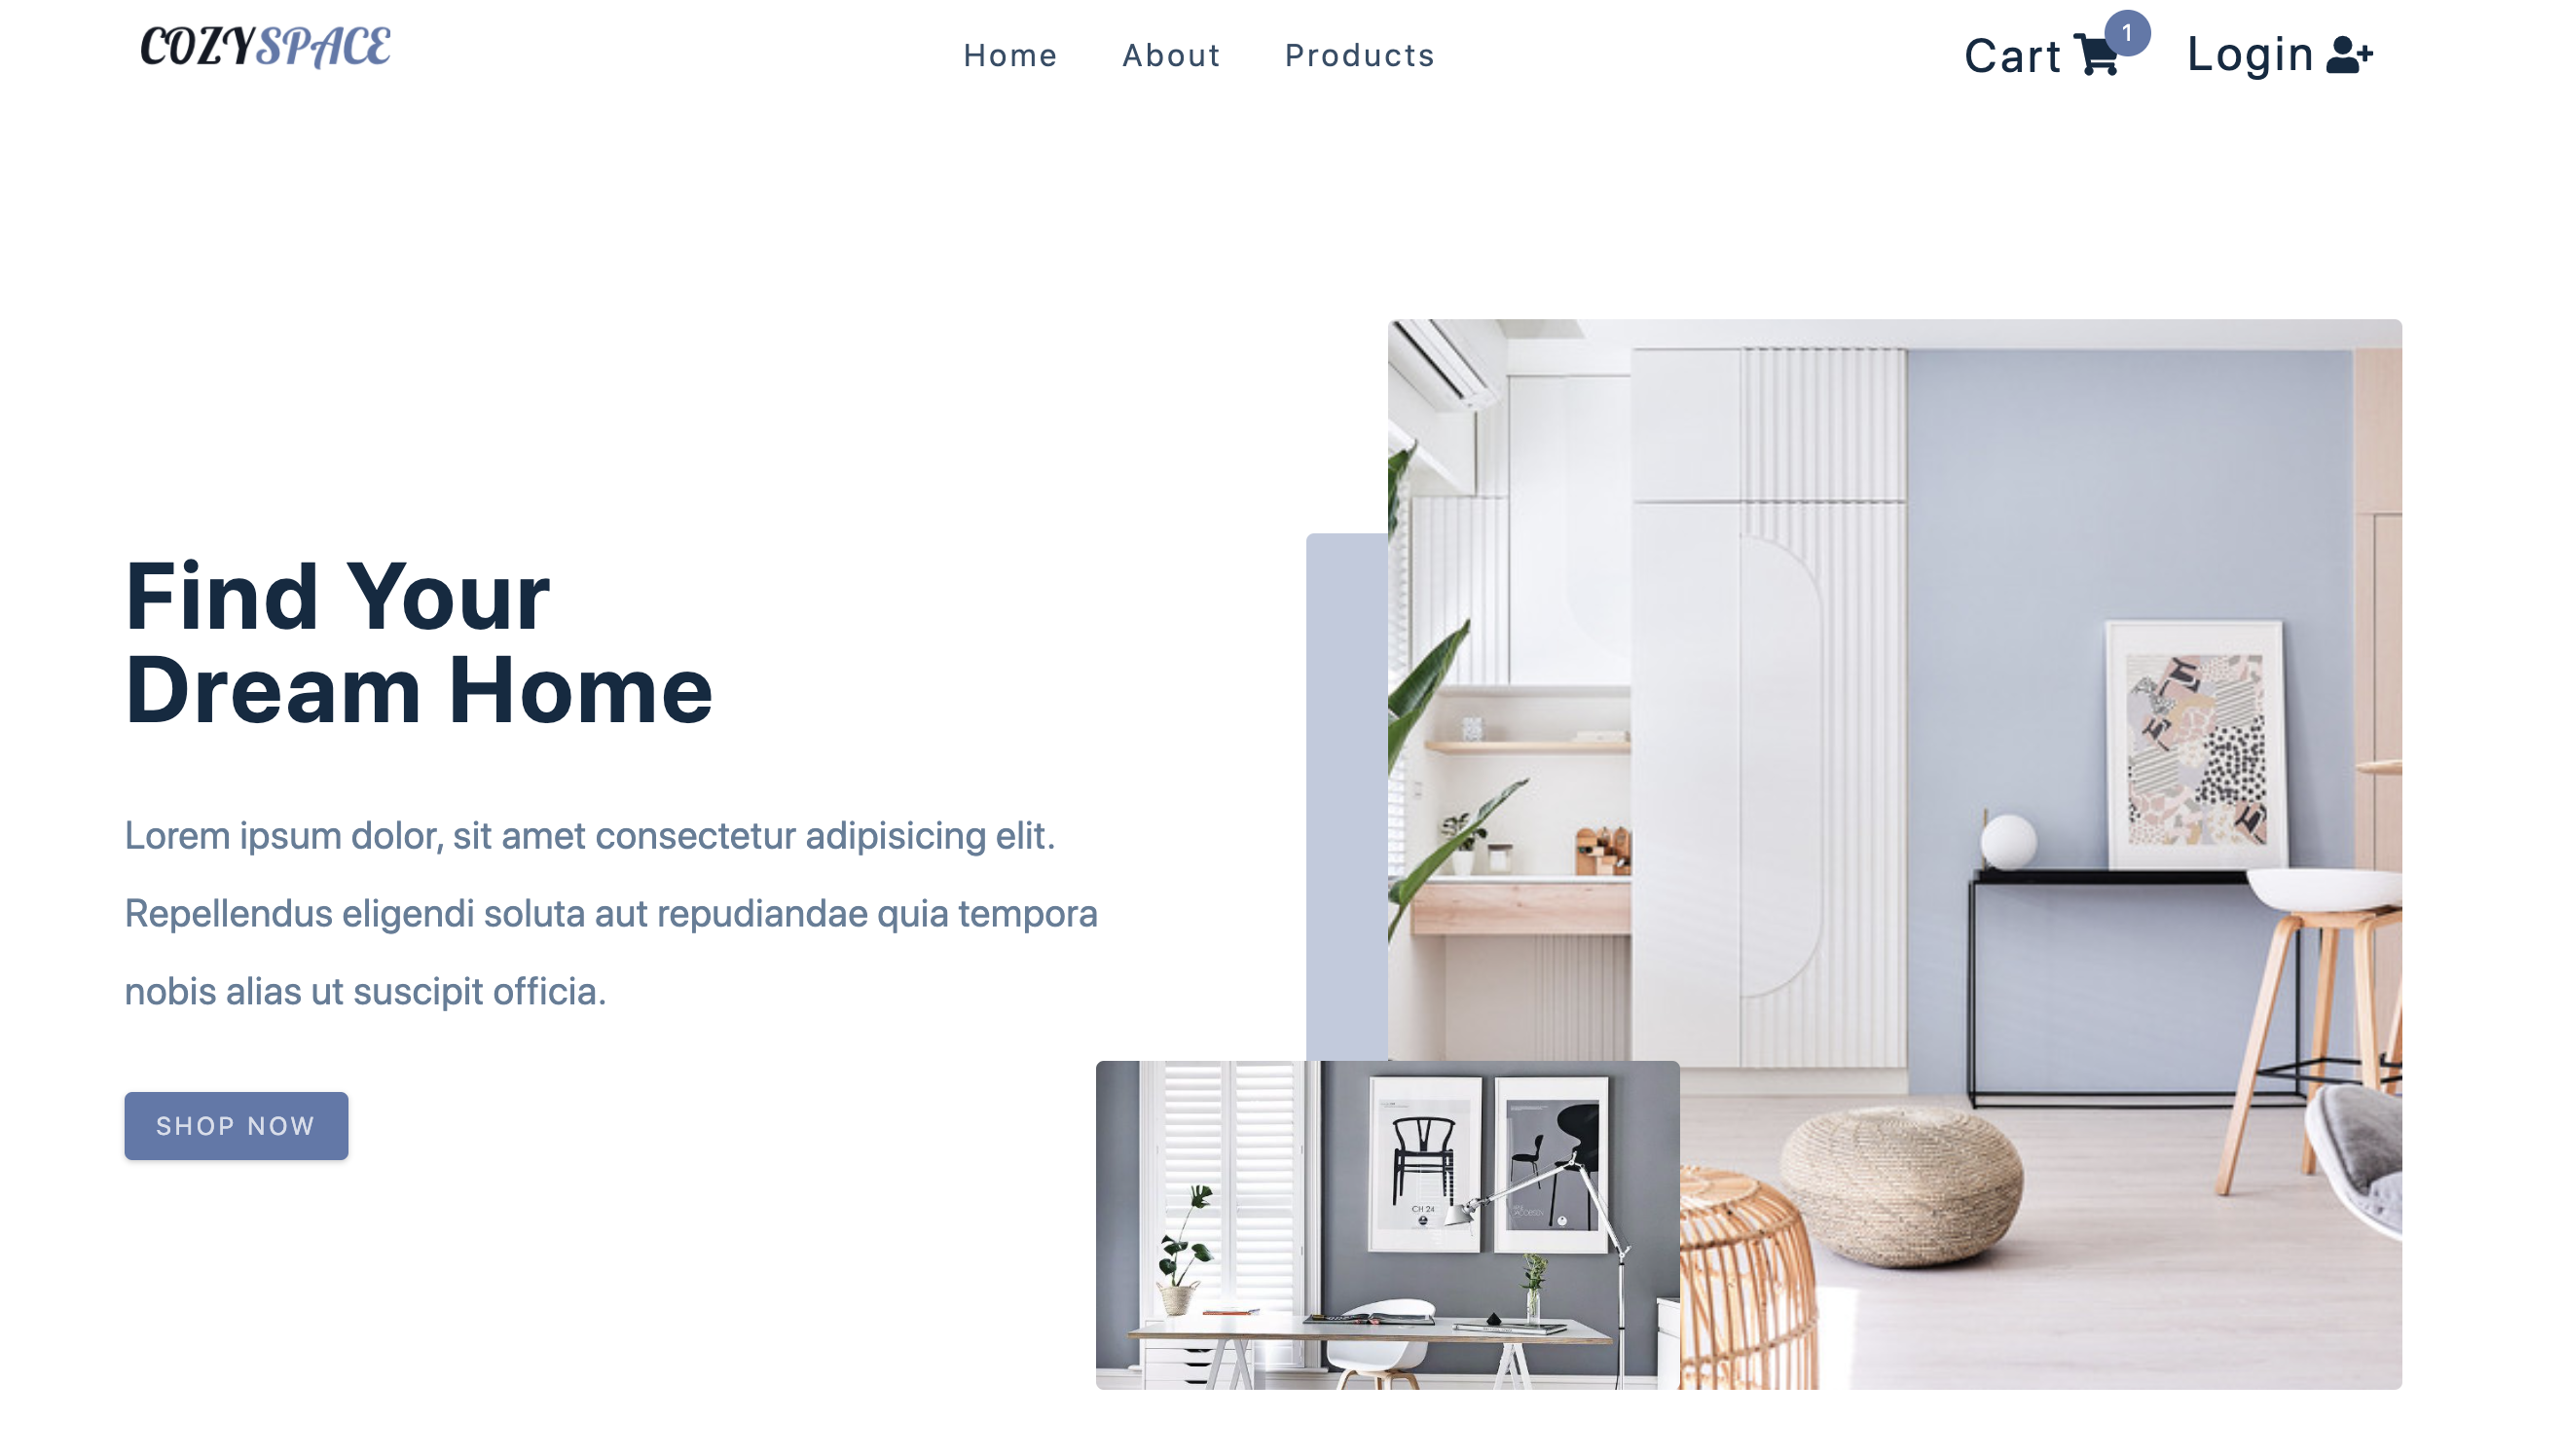 COZYSPACE
Home About Products
Cart 1 Login
Find Your
Dream Home
Lorem ipsum dolor, sit amet consectetur adipisicing elit.
Repellendus eligendi soluta aut repudiandae quia tempora
nobis alias ut suscipit officia.
SHOP NOW
CH 24